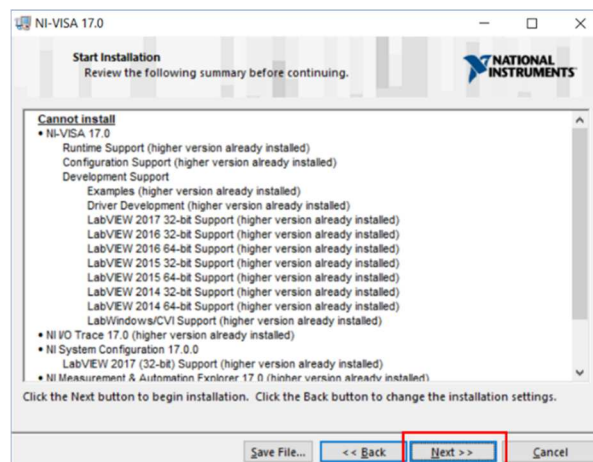 NI-VISA 17.0
Start Installation
Review the following summary before continuing.
NATIONAL
INSTRUMENTS
Cannot install
• NI-VISA 17.0
Runtime Support (higher version already installed)
Configuration Support (higher version already installed)
Development Support
Examples (higher version already installed)
Driver Development (higher version already installed)
LabVIEW 2017 32-bit Support (higher version already installed)
LabVIEW 2016 32-bit Support (higher version already installed)
LabVIEW 2016 64-bit Support (higher version already installed)
LabVIEW 2015 32-bit Support (higher version already installed)
LabVIEW 2015 64-bit Support (higher version already installed)
LabVIEW 2014 32-bit Support (higher version already installed)
LabVIEW 2014 64-bit Support (higher version already installed)
LabWindows/CVI Support (higher version already installed)
• NI I/O Trace 17.0 (higher version already installed)
• NI System Configuration 17.0.0
LabVIEW 2017 (32-bit) Support (higher version already installed)
• NI Measurement & Automation Explorer 17.0 (higher version already installed)
Click the Next button to begin installation. Click the Back button to change the installation settings.
Save File...
<< Back
Next >>
Cancel